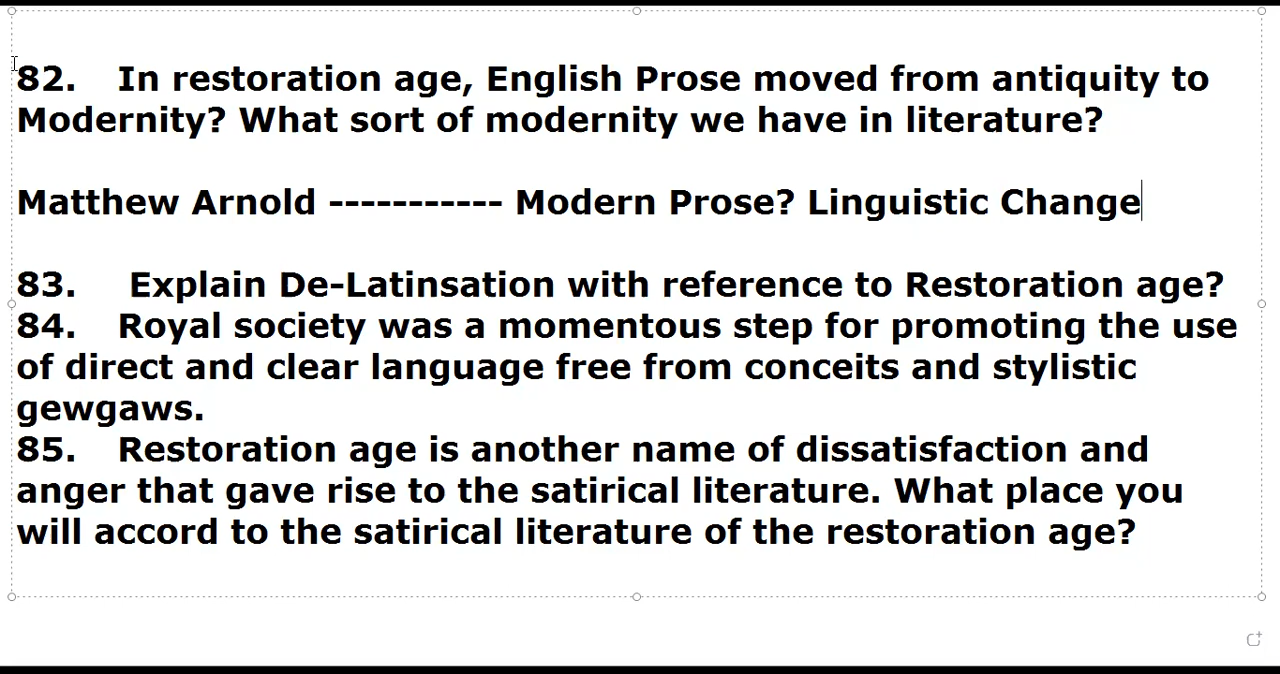 82. In restoration age, English Prose moved from antiquity to
Modernity? What sort of modernity we have in literature?
Matthew Arnold ----------- Modern Prose? Linguistic Change
83. Explain De-Latinsation with reference to Restoration age?
84. Royal society was a momentous step for promoting the use
of direct and clear language free from conceits and stylistic
gewgaws.
85. Restoration age is another name of dissatisfaction and
anger that gave rise to the satirical literature. What place you
will accord to the satirical literature of the restoration age?